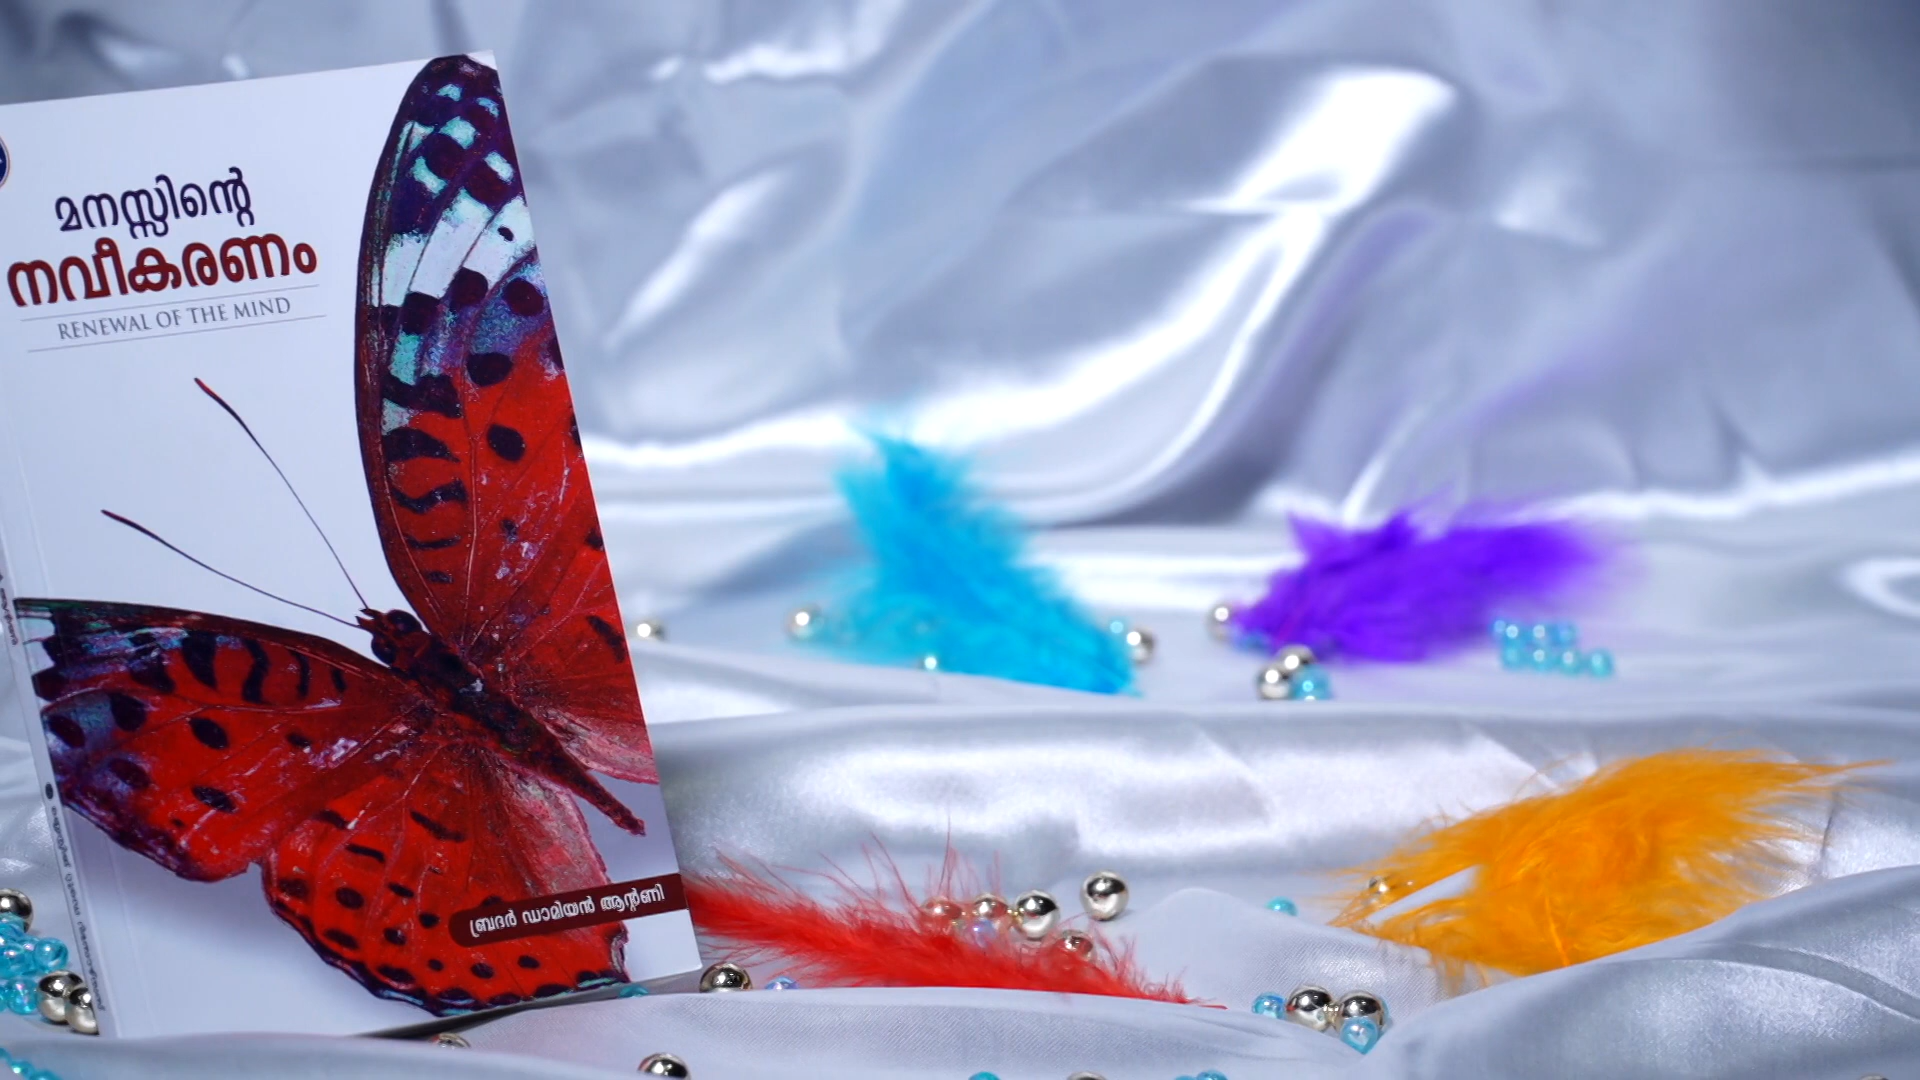 മനസ്സിന്റെ
നവീകരണം
RENEWAL OF THE MIND
ബ്രദർ ഡാമിയൻ ആന്റണി